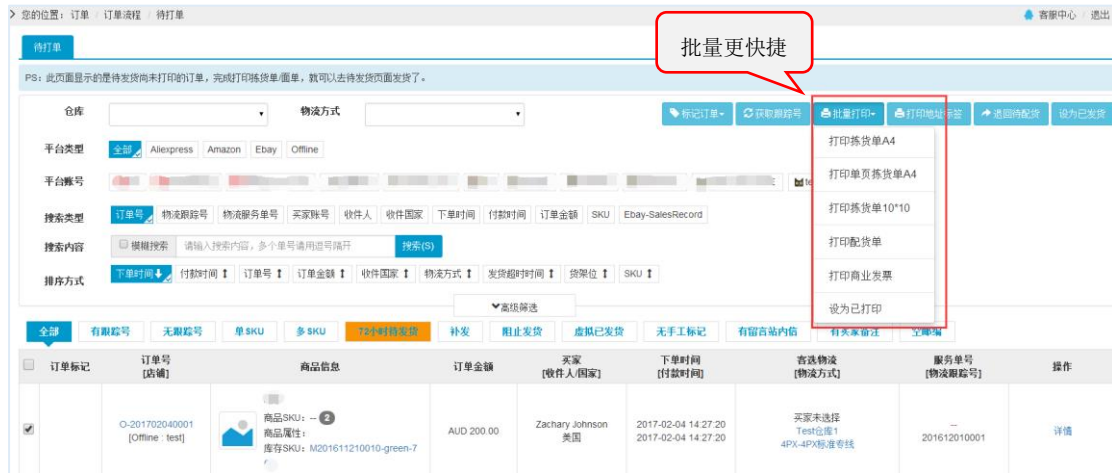 您的位置：订单 / 订单流程 / 待打单
客服中心 / 退出
待打单
批量更快捷
PS：此页面显示的是待发货尚未打印的订单，完成打印拣货单/面单，就可以去待发货页面发货了。
仓库 物流方式 标记订单 获取跟踪号 批量打印 打印地址标签 退回待配货 设为已发货
平台类型 全部 Aliexpress Amazon Ebay Offline
平台账号
搜索类型 订单号 物流跟踪号 物流服务单号 买家账号 收件人 收件国家 下单时间 付款时间 订单金额 SKU Ebay-SalesRecord
搜索内容 模糊搜索 请输入搜索内容，多个单号请用逗号隔开 搜索(S)
排序方式 下单时间 付款时间 订单号 订单金额 收件国家 物流方式 发货超时时间 货架位 SKU
打印拣货单A4
打印单页拣货单A4
打印拣货单10*10
打印配货单
打印商业发票
设为已打印
高级筛选
全部 有跟踪号 无跟踪号 单SKU 多SKU 72小时待发货 补发 阻止发货 虚拟已发货 无手工标记 有留言站内信 有买家备注 空邮编
订单标记 订单号 商品信息 订单金额 买家 下单时间 客选物流 服务单号 操作
[店铺] [收件人/国家] [付款时间] [物流方式] [物流跟踪号]
商品SKU：-- 2
商品属性：
库存SKU：M201611210010-green-7
O-201702040001
[Offline : test]
AUD 200.00
Zachary Johnson
美国
2017-02-04 14:27:20
2017-02-04 14:27:20
买家未选择
Test仓库1
4PX-4PX标准专线
--
201612010001
详情